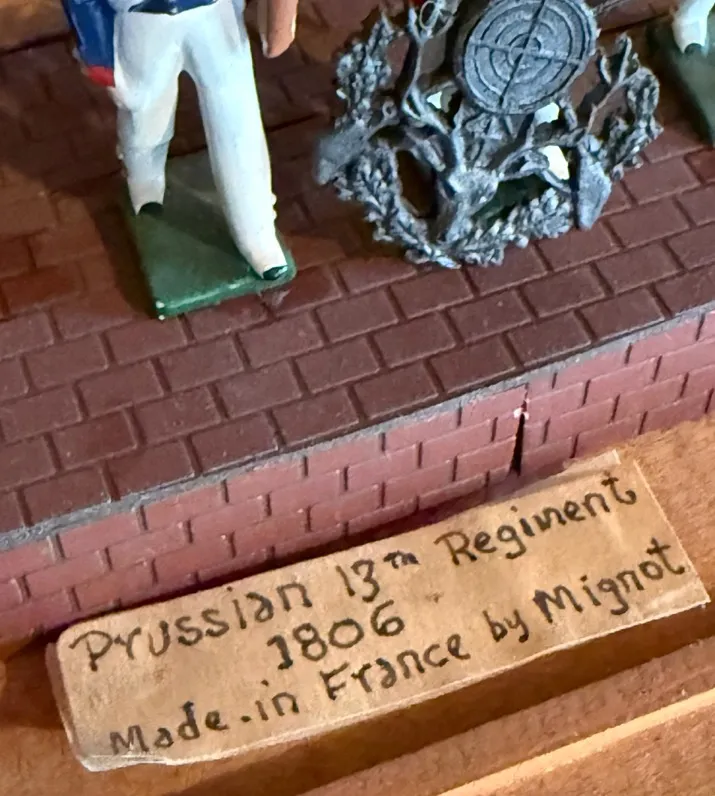 Prussian 13th Regiment
1806
Made in France by Mignot